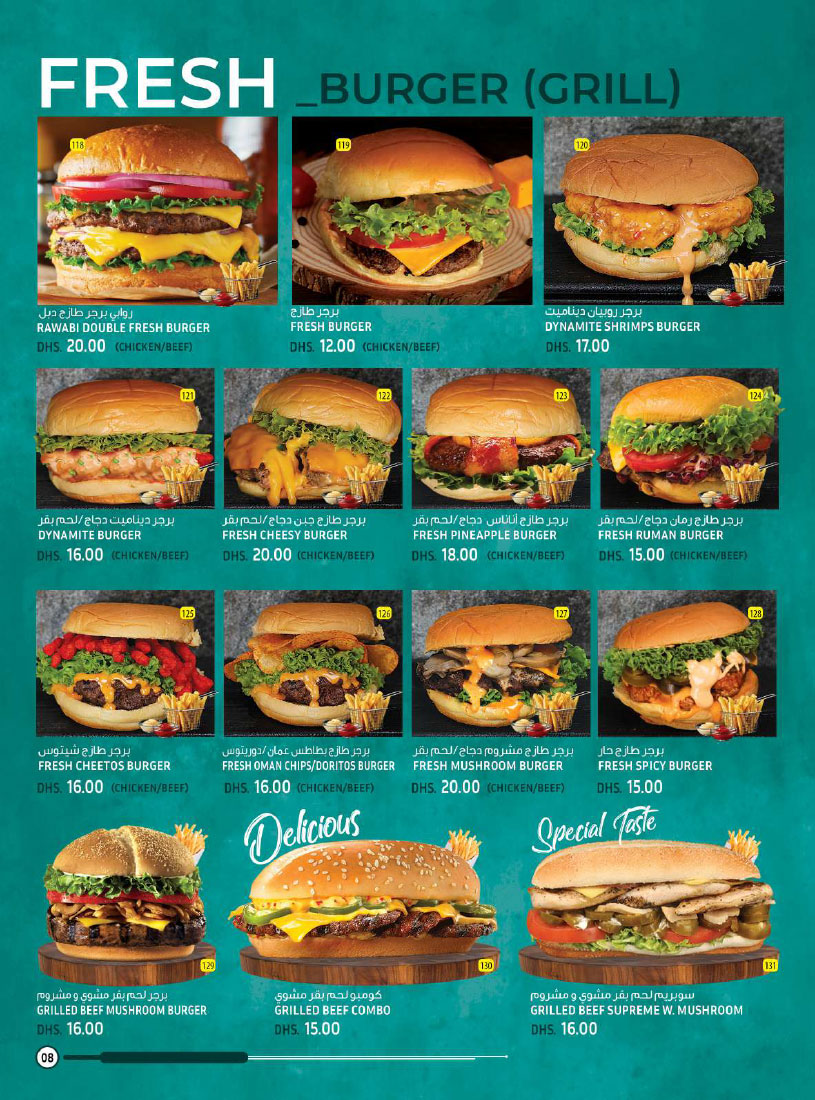 FRESH _BURGER (GRILL)
118
119
120
روابي برجر طازج دبل
RAWABI DOUBLE FRESH BURGER
DHS. 20.00 (CHICKEN/BEEF)
برجر طازج
FRESH BURGER
DHS. 12.00 (CHICKEN/BEEF)
برجر روبيان ديناميت
DYNAMITE SHRIMPS BURGER
DHS. 17.00
121
122
123
124
برجر ديناميت دجاج/لحم بقر
DYNAMITE BURGER
DHS. 16.00 (CHICKEN/BEEF)
برجر طازج جبن دجاج/لحم بقر
FRESH CHEESY BURGER
DHS. 20.00 (CHICKEN/BEEF)
برجر طازج أناناس دجاج/لحم بقر
FRESH PINEAPPLE BURGER
DHS. 18.00 (CHICKEN/BEEF)
برجر طازج رمان دجاج/لحم بقر
FRESH RUMAN BURGER
DHS. 15.00 (CHICKEN/BEEF)
125
126
127
128
برجر طازج شيتوس
FRESH CHEETOS BURGER
DHS. 16.00 (CHICKEN/BEEF)
برجر طازج بطاطس عمان/دوريتوس
FRESH OMAN CHIPS/DORITOS BURGER
DHS. 16.00 (CHICKEN/BEEF)
برجر طازج مشروم دجاج/لحم بقر
FRESH MUSHROOM BURGER
DHS. 20.00 (CHICKEN/BEEF)
برجر طازج حار
FRESH SPICY BURGER
DHS. 15.00
Delicious
Special Taste
129
130
131
برجر لحم بقر مشوي و مشروم
GRILLED BEEF MUSHROOM BURGER
DHS. 16.00
كومبو لحم بقر مشوي
GRILLED BEEF COMBO
DHS. 15.00
سوبريم لحم بقر مشوي و مشروم
GRILLED BEEF SUPREME W. MUSHROOM
DHS. 16.00
08